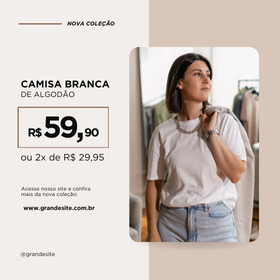 NOVA COLEÇÃO
CAMISA BRANCA
DE ALGODÃO
R$ 59,90
ou 2x de R$ 29,95
Acesse nosso site e confira
mais da nova coleção:
www.grandesite.com.br
@grandesite